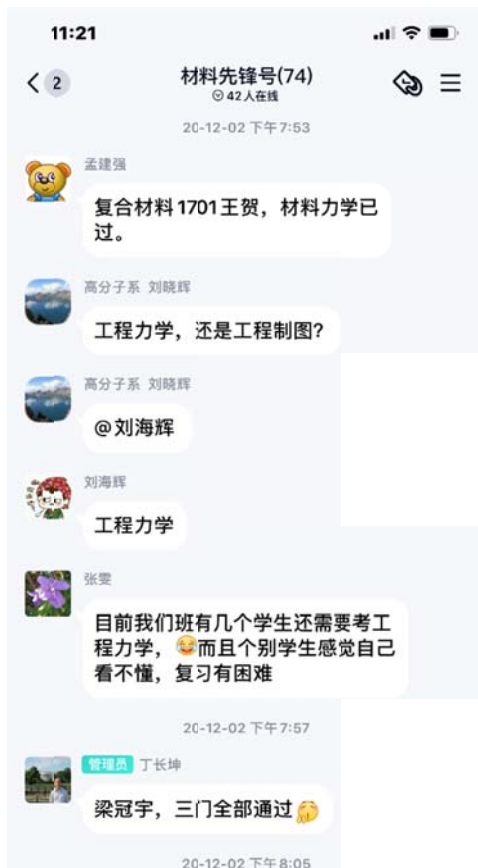 11:21
2
材料先锋号(74)
42人在线
20-12-02 下午7:53
孟建强
复合材料1701王贺，材料力学已
过。
高分子系 刘晓辉
工程力学，还是工程制图?
高分子系 刘晓辉
@刘海辉
刘海辉
工程力学
张雯
目前我们班有几个学生还需要考工
程力学，😂而且个别学生感觉自己
看不懂，复习有困难
20-12-02 下午7:57
管理员 丁长坤
梁冠宇，三门全部通过
20-12-02 下午8:05